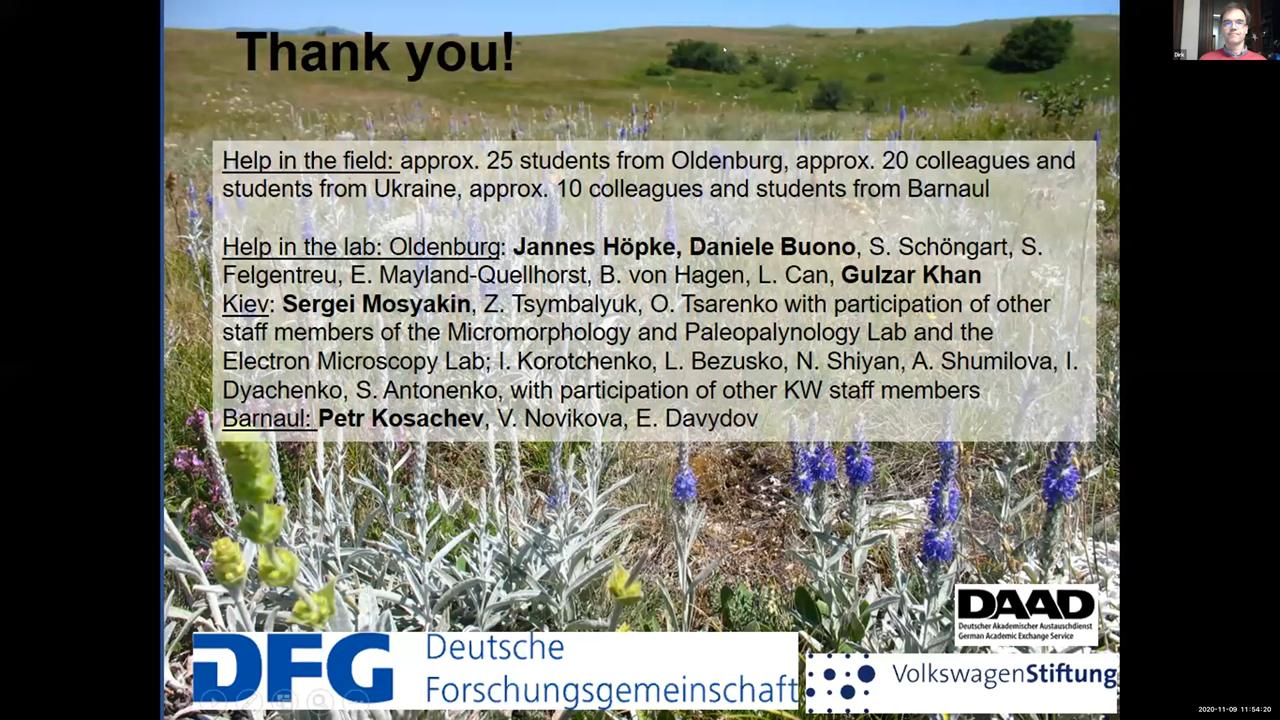 Thank you!
Dirk
Help in the field: approx. 25 students from Oldenburg, approx. 20 colleagues and
students from Ukraine, approx. 10 colleagues and students from Barnaul
Help in the lab: Oldenburg: Jannes Höpke, Daniele Buono, S. Schöngart, S.
Felgentreu, E. Mayland-Quellhorst, B. von Hagen, L. Can, Gulzar Khan
Kiev: Sergei Mosyakin, Z. Tsymbalyuk, O. Tsarenko with participation of other
staff members of the Micromorphology and Paleopalynology Lab and the
Electron Microscopy Lab; I. Korotchenko, L. Bezusko, N. Shiyan, A. Shumilova, I.
Dyachenko, S. Antonenko, with participation of other KW staff members
Barnaul: Petr Kosachev, V. Novikova, E. Davydov
DAAD
Deutscher Akademischer Austauschdienst
German Academic Exchange Service
DFG
Deutsche
Forschungsgemeinschaft
VolkswagenStiftung
2020-11-09 11:54:20